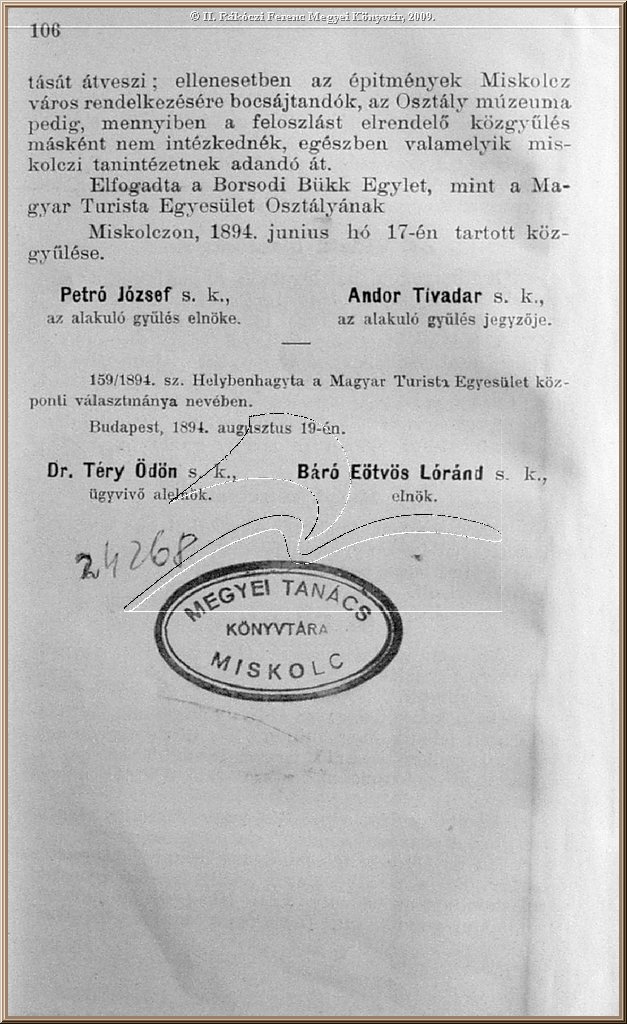 © II. Rákóczi Ferenc Megyei Könyvtár, 2009.
106
tását átveszi; ellenesetben az épitmények Miskolcz
város rendelkezésére bocsájtandók, az Osztály múzeuma
pedig, mennyiben a feloszlást elrendelő közgyűlés
másként nem intézkednék, egészben valamelyik mis-
kolczi tanintézetnek adandó át.
Elfogadta a Borsodi Bükk Egylet, mint a Ma-
gyar Turista Egyesület Osztályának
Miskolczon, 1894. junius hó 17-én tartott köz-
gyűlése.
Petró József s. k., Andor Tivadar s. k.,
az alakuló gyűlés elnöke. az alakuló gyűlés jegyzője.
159/1894. sz. Helybenhagyta a Magyar Turista Egyesület köz-
ponti választmánya nevében.
Budapest, 1894. augusztus 19-én.
Dr. Téry Ödön s. k., Báró Eötvös Lóránd s. k.,
ügyvivő alelnök. elnök.
24268
MEGYEI TANÁCS
KÖNYVTÁRA
MISKOLC